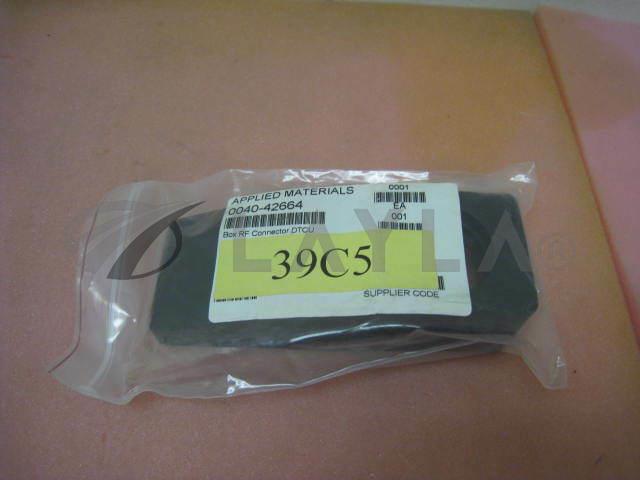 APPLIED MATERIALS
0040-42664
Box RF Connector DTCU
0001
EA
001
39C5
SUPPLIER CODE
LAYLA®